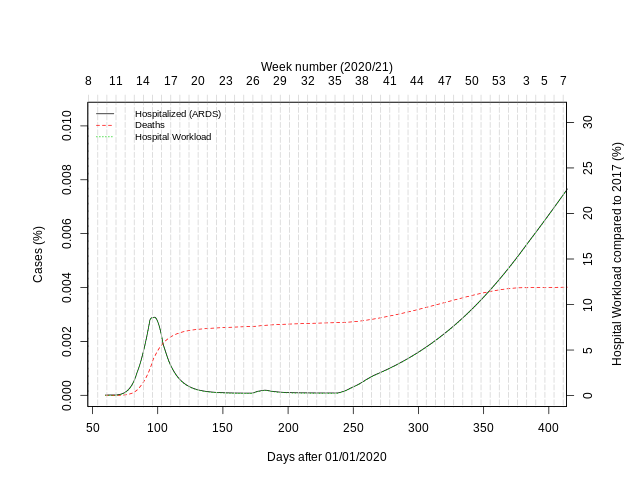 Week number (2020/21)
8 11 14 17 20 23 26 29 32 35 38 41 44 47 50 53 3 5 7
Hospitalized (ARDS)
Deaths
Hospital Workload
Cases (%)
0.010
0.008
0.006
0.004
0.002
0.000
30
25
20
15
10
5
0
Hospital Workload compared to 2017 (%)
50 100 150 200 250 300 350 400
Days after 01/01/2020